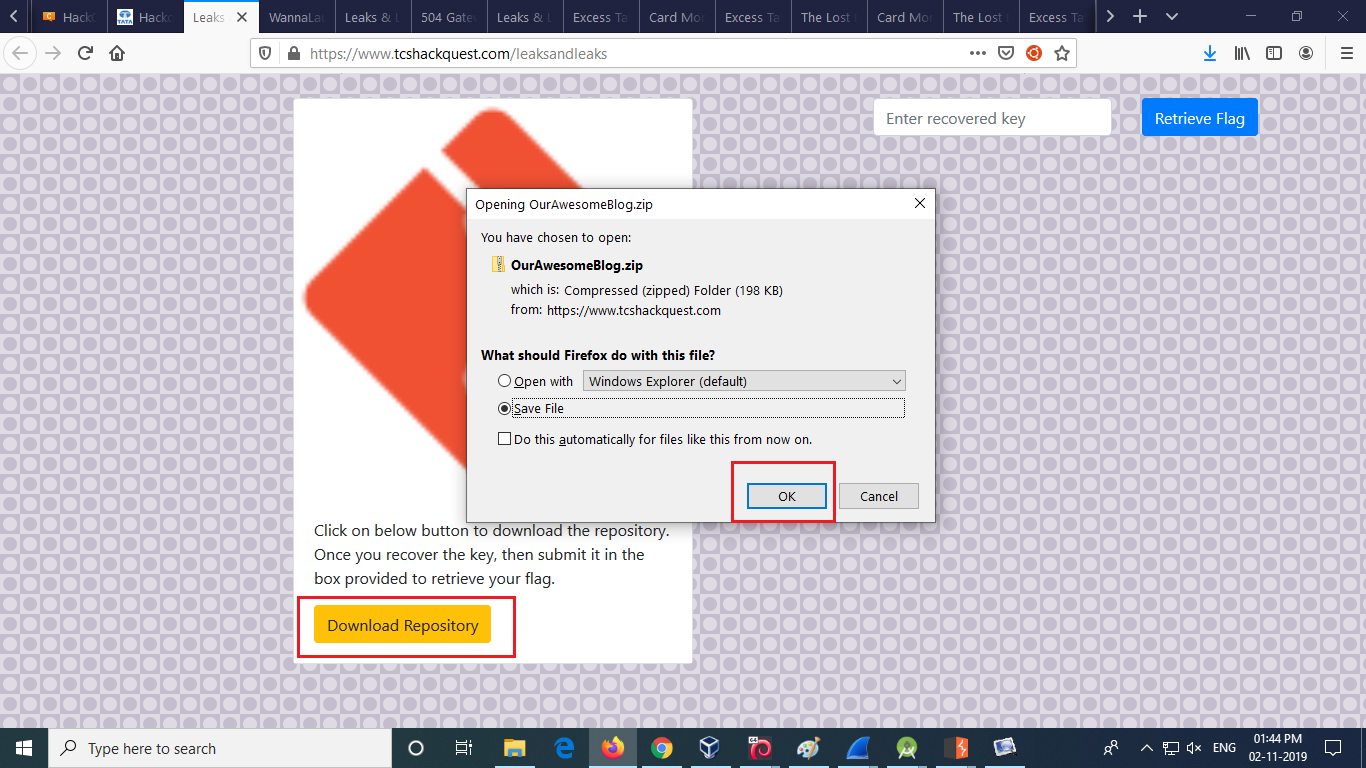 HackQ
Hackq
Leaks
WannaLa
Leaks & L
504 Gatew
Leaks & L
Excess Ta
Card Mor
Excess Ta
The Lost
Card Mor
The Lost
Excess Ta
https://www.tcshackquest.com/leaksandleaks
Enter recovered key
Retrieve Flag
Opening OurAwesomeBlog.zip
You have chosen to open:
OurAwesomeBlog.zip
which is: Compressed (zipped) Folder (198 KB)
from: https://www.tcshackquest.com
What should Firefox do with this file?
Open with Windows Explorer (default)
Save File
Do this automatically for files like this from now on.
OK Cancel
Click on below button to download the repository.
Once you recover the key, then submit it in the
box provided to retrieve your flag.
Download Repository
Type here to search
ENG
01:44 PM
02-11-2019